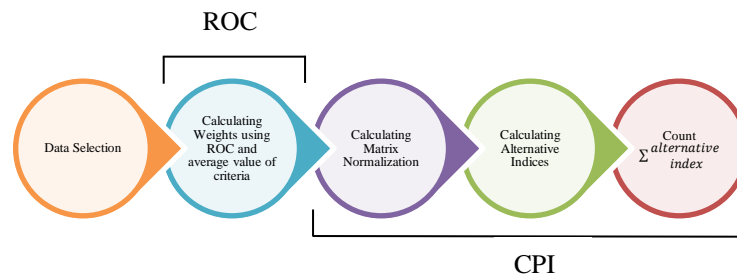 ROC
Data Selection
Calculating
Weights using
ROC and
average value of
criteria
Calculating
Matrix
Normalization
Calculating
Alternative
Indices
Count
∑ alternative
index
CPI